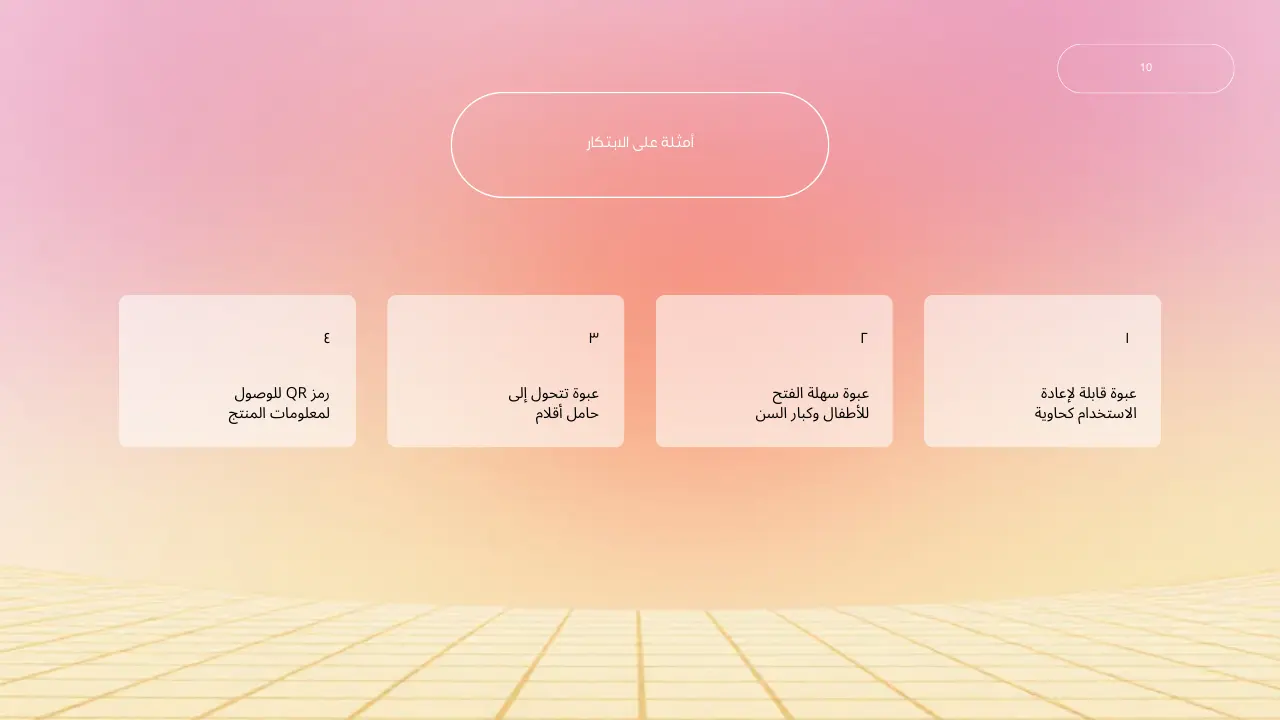 10
أمثلة على الابتكار
١
عبوة قابلة لإعادة
الاستخدام كحاوية
٢
عبوة سهلة الفتح
للأطفال وكبار السن
٣
عبوة تتحول إلى
حامل أقلام
٤
رمز QR للوصول
لمعلومات المنتج